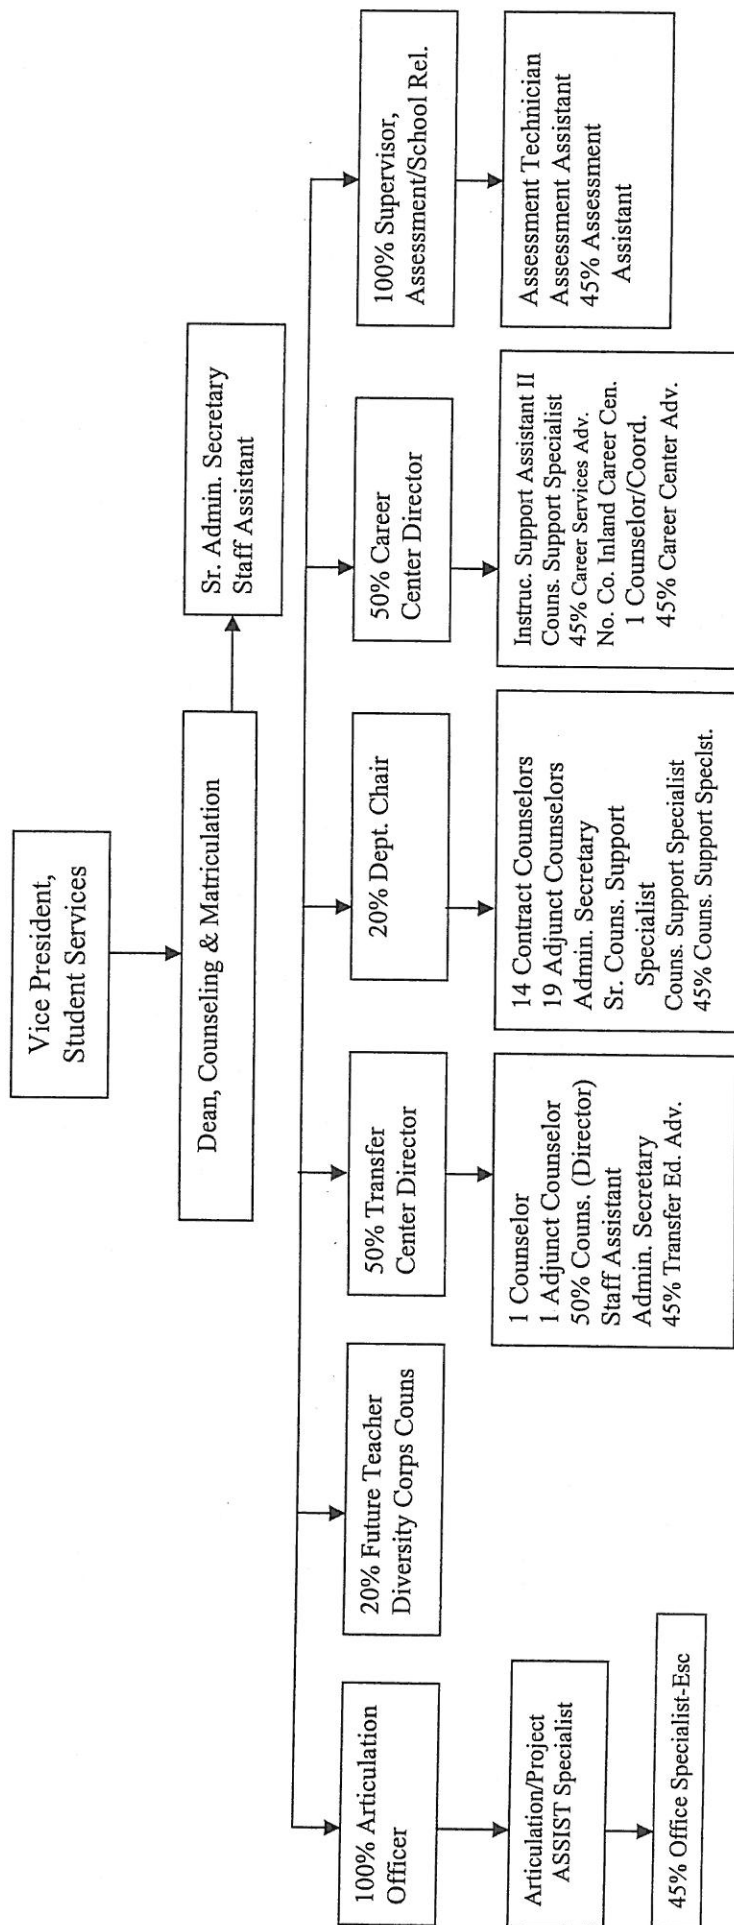 Vice President,
Student Services
Dean, Counseling & Matriculation
Sr. Admin. Secretary
Staff Assistant
100% Articulation
Officer
20% Future Teacher
Diversity Corps Couns
50% Transfer
Center Director
20% Dept. Chair
50% Career
Center Director
100% Supervisor,
Assessment/School Rel.
Articulation/Project
ASSIST Specialist
45% Office Specialist-Esc
1 Counselor
1 Adjunct Counselor
50% Couns. (Director)
Staff Assistant
Admin. Secretary
45% Transfer Ed. Adv.
14 Contract Counselors
19 Adjunct Counselors
Admin. Secretary
Sr. Couns. Support
Specialist
Couns. Support Specialist
45% Couns. Support Speclst.
Instruc. Support Assistant II
Couns. Support Specialist
45% Career Services Adv.
No. Co. Inland Career Cen.
1 Counselor/Coord.
45% Career Center Adv.
Assessment Technician
Assessment Assistant
45% Assessment
Assistant